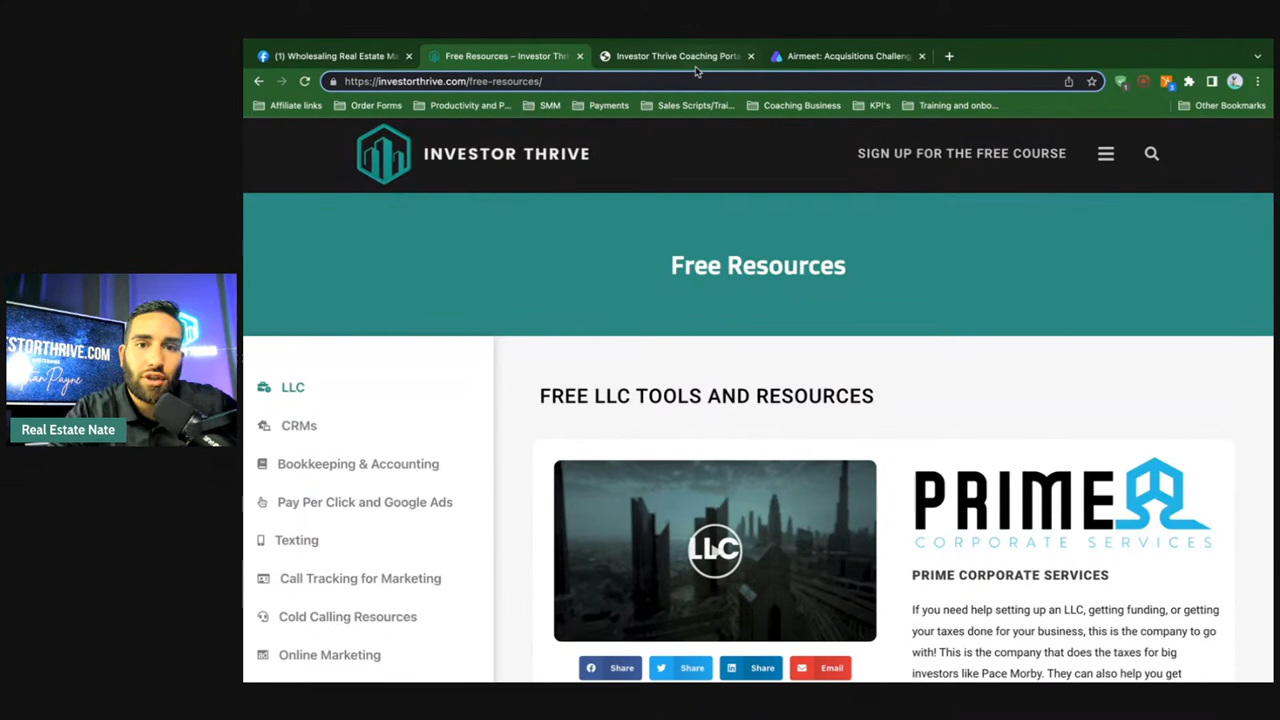 (1) Wholesaling Real Estate Ma
Free Resources – Investor Thri
Investor Thrive Coaching Porta
Airmeet: Acquisitions Challeng
https://investorthrive.com/free-resources/
Affiliate links
Order Forms
Productivity and P...
SMM
Payments
Sales Scripts/Trai...
Coaching Business
KPI's
Training and onbo...
Other Bookmarks
INVESTOR THRIVE
SIGN UP FOR THE FREE COURSE
Free Resources
LLC
CRMs
Bookkeeping & Accounting
Pay Per Click and Google Ads
Texting
Call Tracking for Marketing
Cold Calling Resources
Online Marketing
FREE LLC TOOLS AND RESOURCES
LLC
Share
Share
Share
Email
PRIME
CORPORATE SERVICES
PRIME CORPORATE SERVICES
If you need help setting up an LLC, getting funding, or getting
your taxes done for your business, this is the company to go
with! This is the company that does the taxes for big
investors like Pace Morby. They can also help you get
STORTHRIVE.COM
Payne
Real Estate Nate